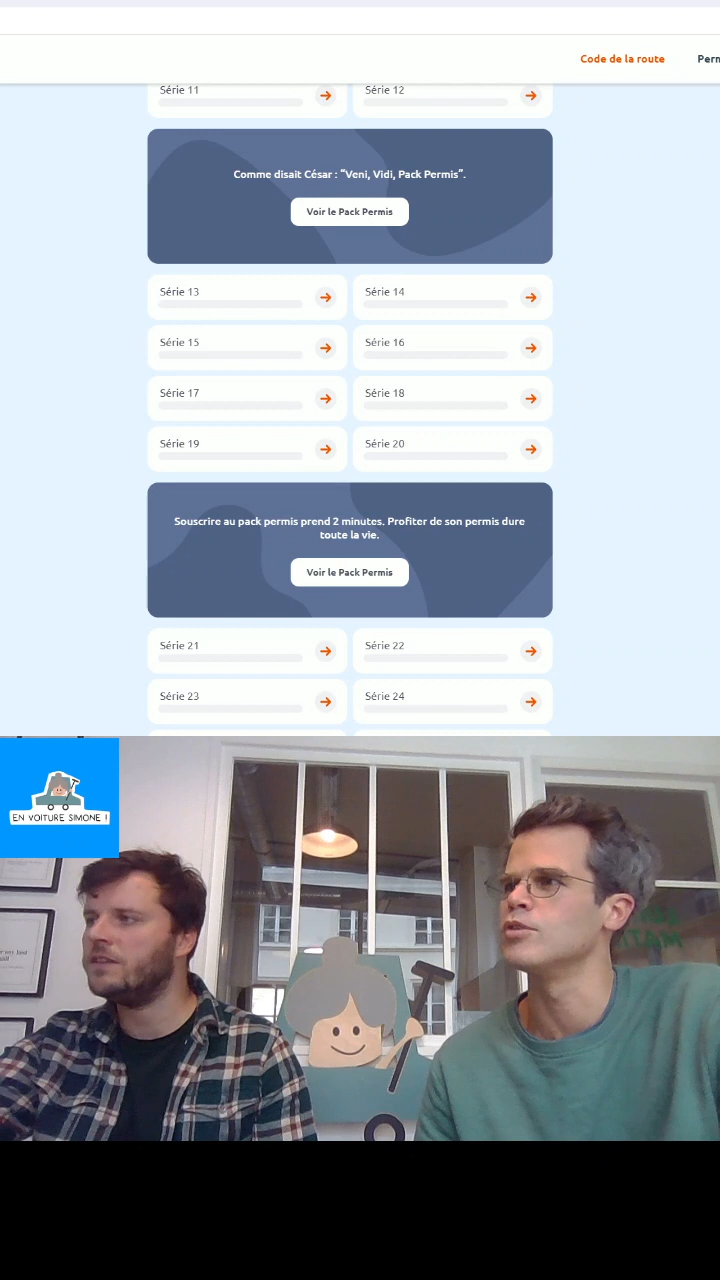 Code de la route
Série 11
Série 12
Comme disait César : “Veni, Vidi, Pack Permis”.
Voir le Pack Permis
Série 13
Série 14
Série 15
Série 16
Série 17
Série 18
Série 19
Série 20
Souscrire au pack permis prend 2 minutes. Profiter de son permis dure
toute la vie.
Voir le Pack Permis
Série 21
Série 22
Série 23
Série 24
EN VOITURE SIMONE !